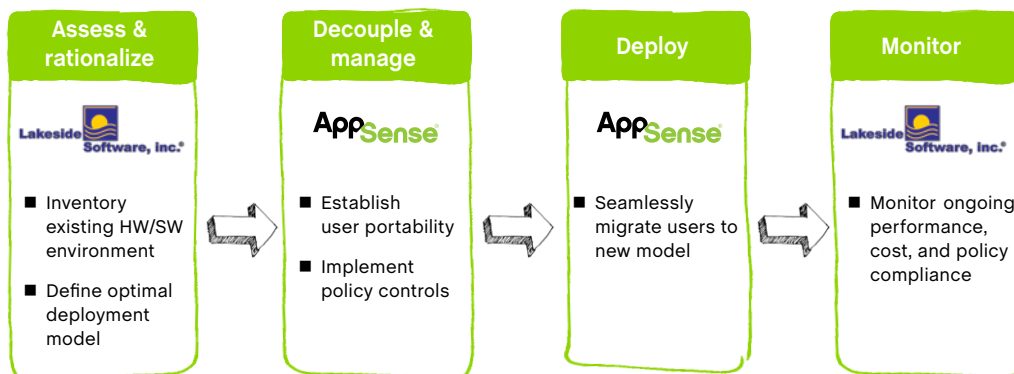 Assess &
rationalize
Lakeside
Software, inc.®
■ Inventory
existing HW/SW
environment
■ Define optimal
deployment
model
Decouple &
manage
AppSense
■ Establish
user portability
■ Implement
policy controls
Deploy
AppSense
■ Seamlessly
migrate users to
new model
Monitor
Lakeside
Software, inc.®
■ Monitor ongoing
performance,
cost, and policy
compliance